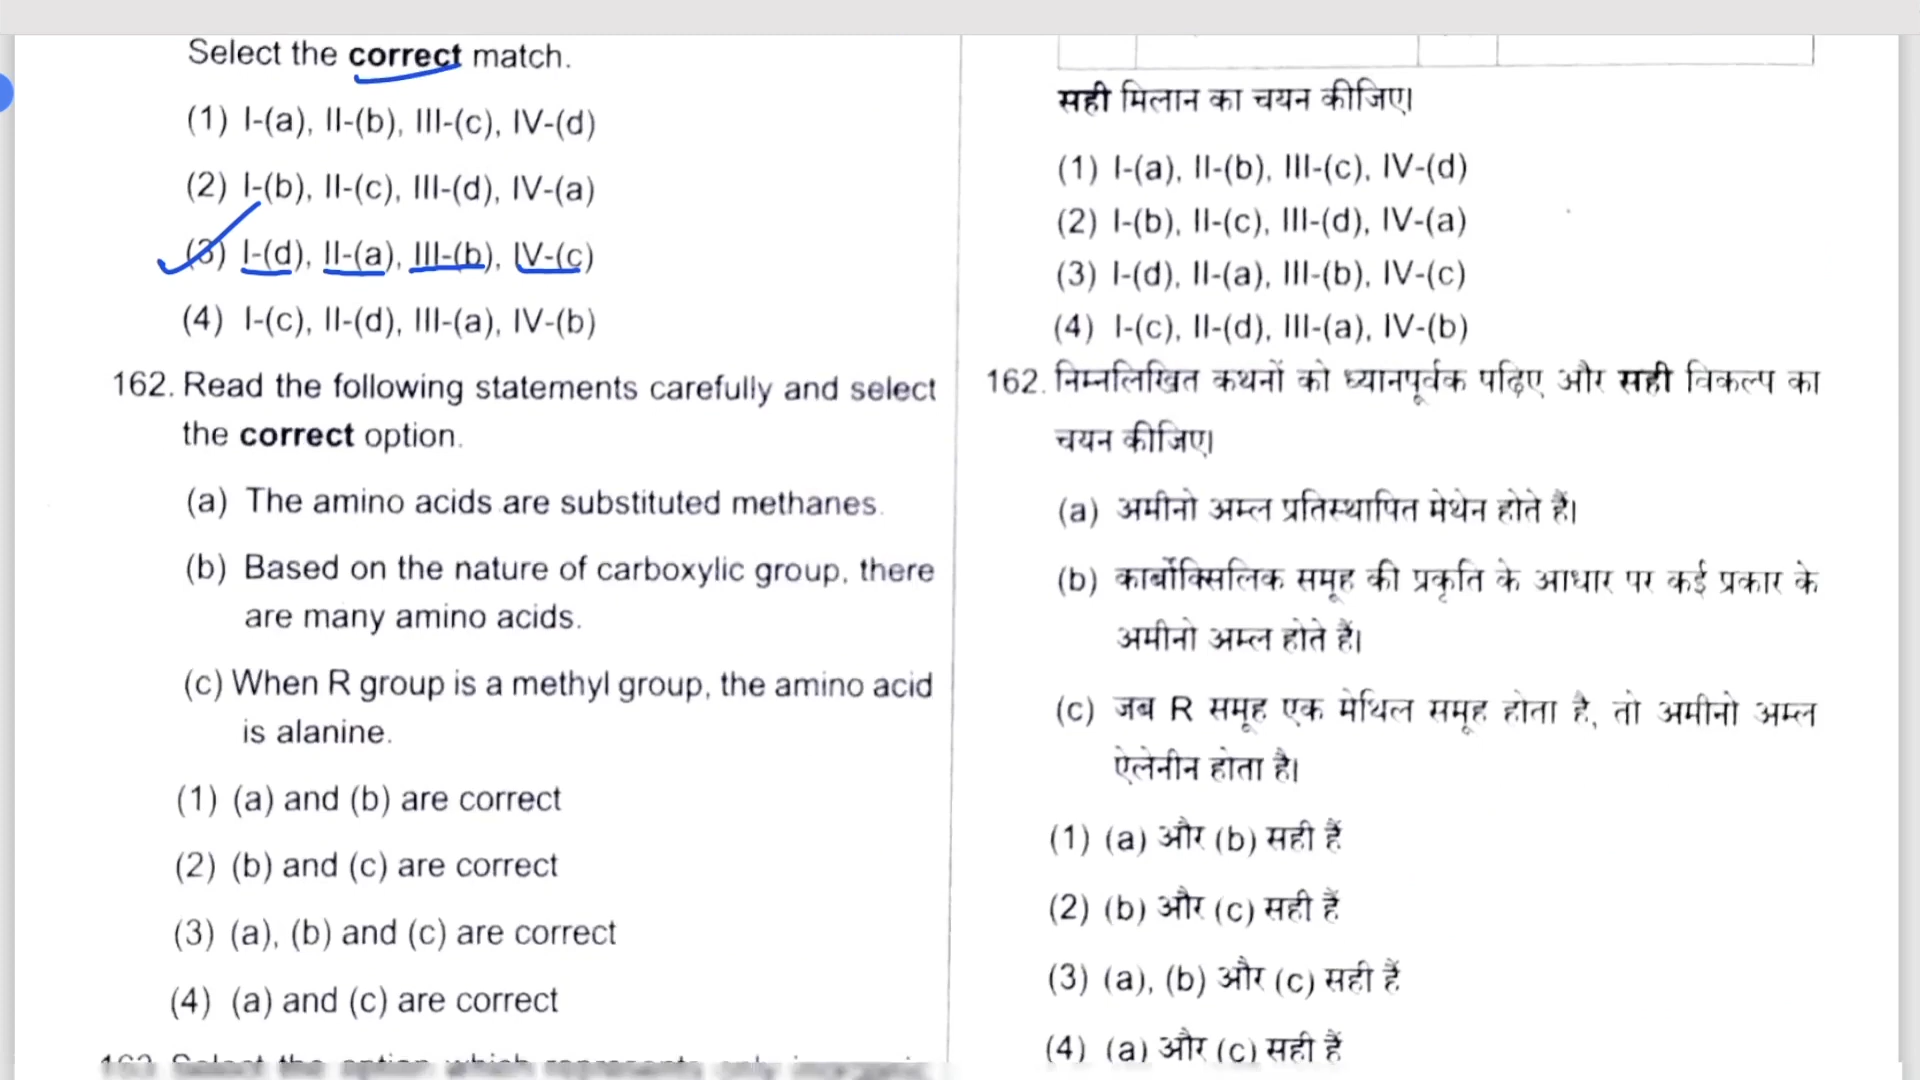 Select the correct match.
(1) I-(a), II-(b), III-(c), IV-(d)
(2) I-(b), II-(c), III-(d), IV-(a)
(3) I-(d), II-(a), III-(b), IV-(c)
(4) I-(c), II-(d), III-(a), IV-(b)
162. Read the following statements carefully and select
the correct option.
(a) The amino acids are substituted methanes.
(b) Based on the nature of carboxylic group, there
are many amino acids.
(c) When R group is a methyl group, the amino acid
is alanine.
(1) (a) and (b) are correct
(2) (b) and (c) are correct
(3) (a), (b) and (c) are correct
(4) (a) and (c) are correct
163. Select the option which represents only
सही मिलान का चयन कीजिए।
(1) I-(a), II-(b), III-(c), IV-(d)
(2) I-(b), II-(c), III-(d), IV-(a)
(3) I-(d), II-(a), III-(b), IV-(c)
(4) I-(c), II-(d), III-(a), IV-(b)
162. निम्नलिखित कथनों को ध्यानपूर्वक पढ़िए और सही विकल्प का
चयन कीजिए।
(a) अमीनो अम्ल प्रतिस्थापित मेथेन होते हैं।
(b) कार्बोक्सिलिक समूह की प्रकृति के आधार पर कई प्रकार के
अमीनो अम्ल होते हैं।
(c) जब R समूह एक मेथिल समूह होता है, तो अमीनो अम्ल
ऐलेनीन होता है।
(1) (a) और (b) सही हैं
(2) (b) और (c) सही हैं
(3) (a), (b) और (c) सही हैं
(4) (a) और (c) सही हैं